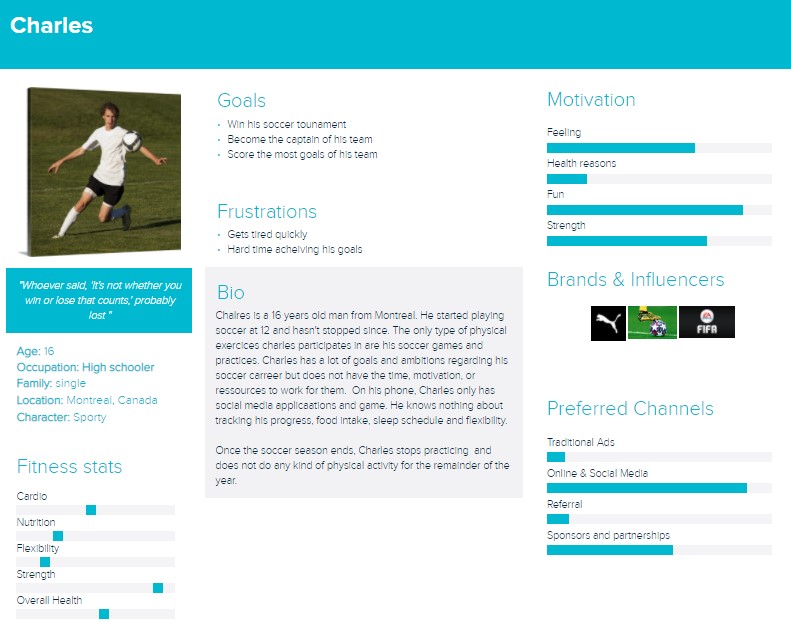 Charles
"Whoever said, 'It's not whether you
win or lose that counts,' probably
lost "
Age: 16
Occupation: High schooler
Family: single
Location: Montreal, Canada
Character: Sporty
Fitness stats
Cardio
Nutrition
Flexibility
Strength
Overall Health
Goals
Win his soccer tounament
Become the captain of his team
Score the most goals of his team
Frustrations
Gets tired quickly
Hard time acheiving his goals
Bio
Chalres is a 16 years old man from Montreal. He started playing
soccer at 12 and hasn't stopped since. The only type of physical
exercices charles participates in are his soccer games and
practices. Charles has a lot of goals and ambitions regarding his
soccer carreer but does not have the time, motivation, or
ressources to work for them. On his phone, Charles only has
social media applicaations and game. He knows nothing about
tracking his progress, food intake, sleep schedule and flexibility.
Once the soccer season ends, Charles stops practicing and
does not do any kind of physical activity for the remainder of the
year.
Motivation
Feeling
Health reasons
Fun
Strength
Brands & Influencers
EA
FIFA
Preferred Channels
Traditional Ads
Online & Social Media
Referral
Sponsors and partnerships